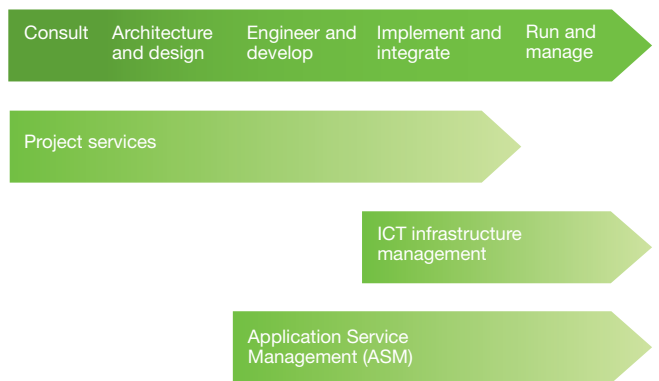 Consult
Architecture
and design
Engineer and
develop
Implement and
integrate
Run and
manage
Project services
ICT infrastructure
management
Application Service
Management (ASM)